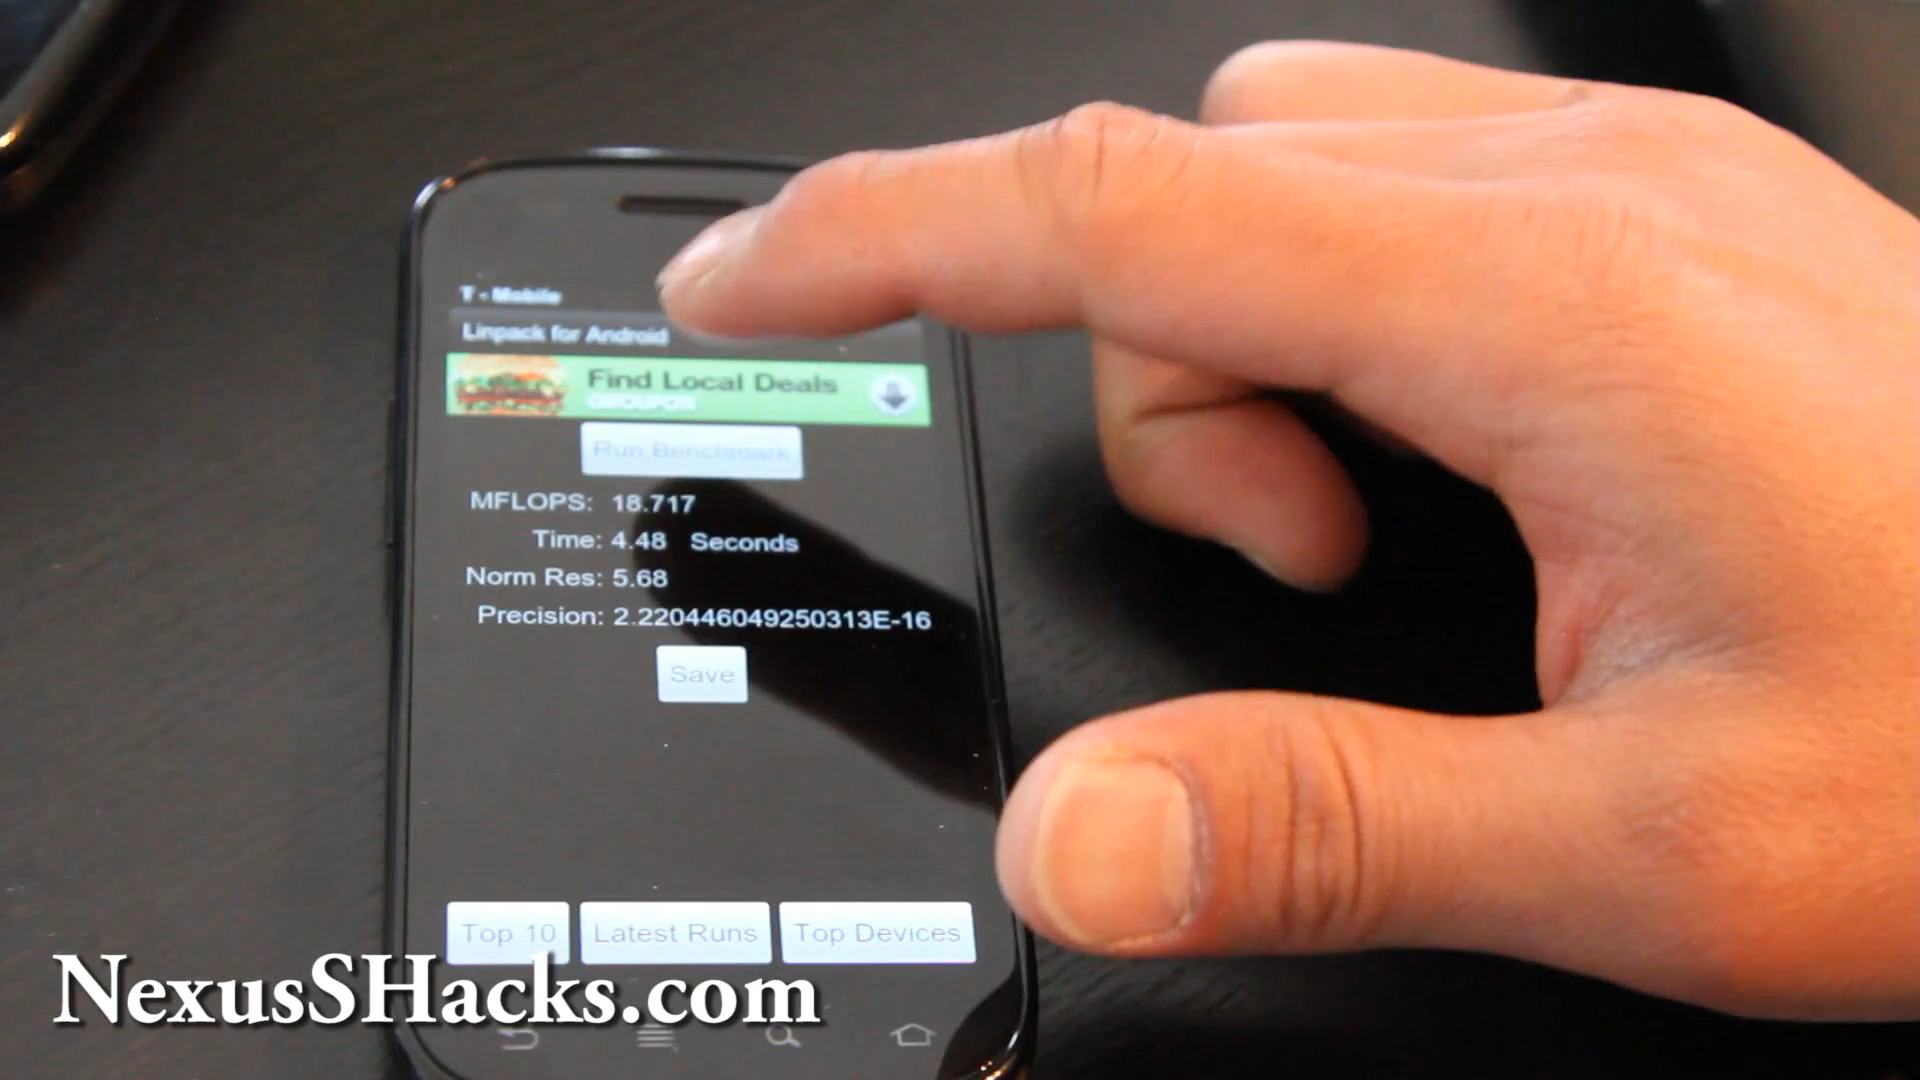 T - Mobile
Linpack for Android
Find Local Deals
GROUPON
Run Benchmark
MFLOPS: 18.717
Time: 4.48 Seconds
Norm Res: 5.68
Precision: 2.220446049250313E-16
Save
Top 10 Latest Runs Top Devices
NexusSHacks.com